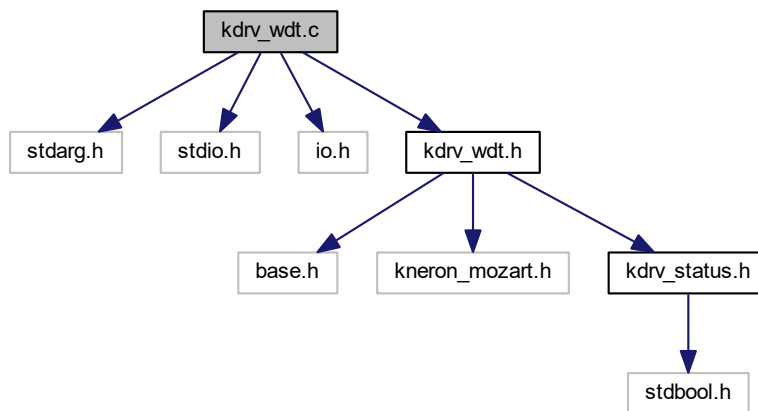 kdrv_wdt.c
stdarg.h
stdio.h
io.h
kdrv_wdt.h
base.h
kneron_mozart.h
kdrv_status.h
stdbool.h